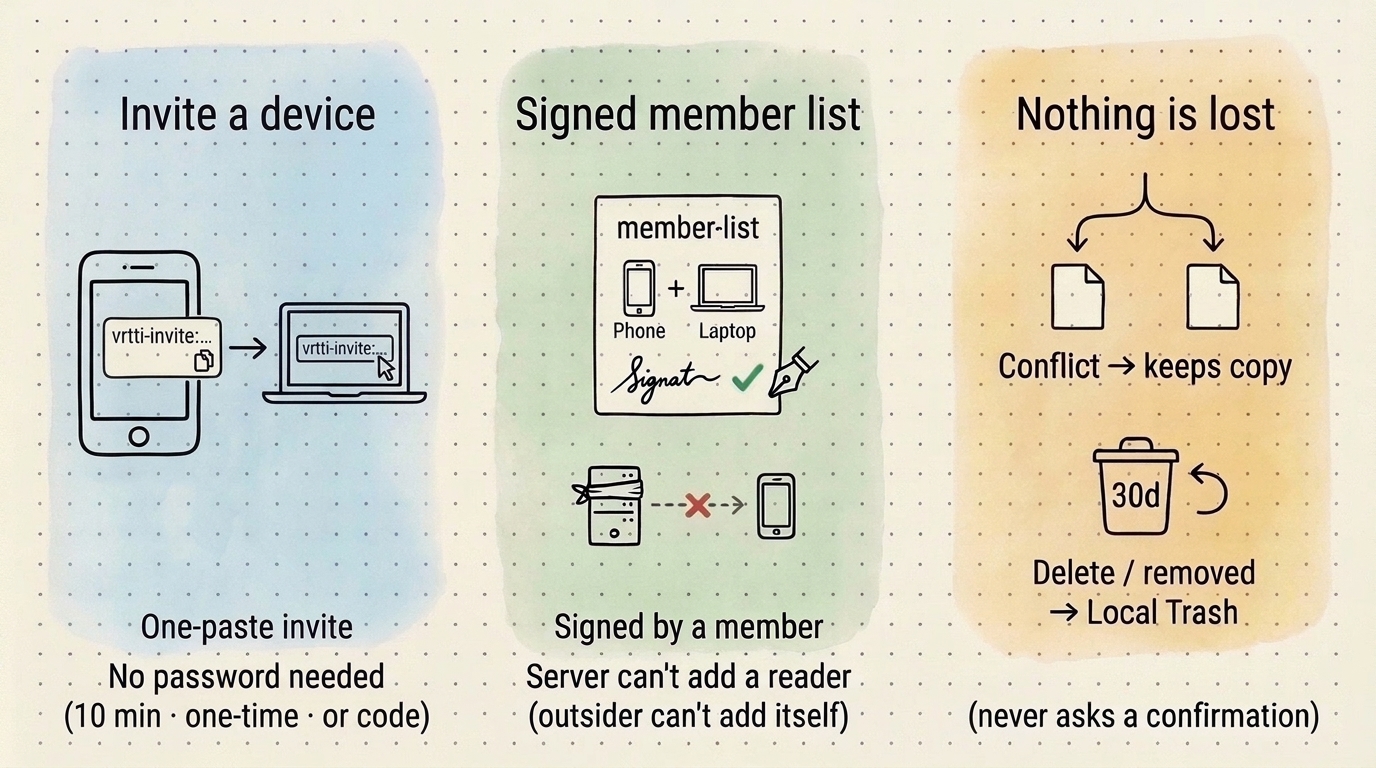 Invite a device
vrtti-invite:...
vrtti-invite:...
One-paste invite
No password needed
(10 min · one-time · or code)
Signed member list
member-list
+
Phone
Laptop
Signat
Signed by a member
Server can't add a reader
(outsider can't add itself)
Nothing is lost
Conflict → keeps copy
30d
Delete / removed
→ Local Trash
(never asks a confirmation)